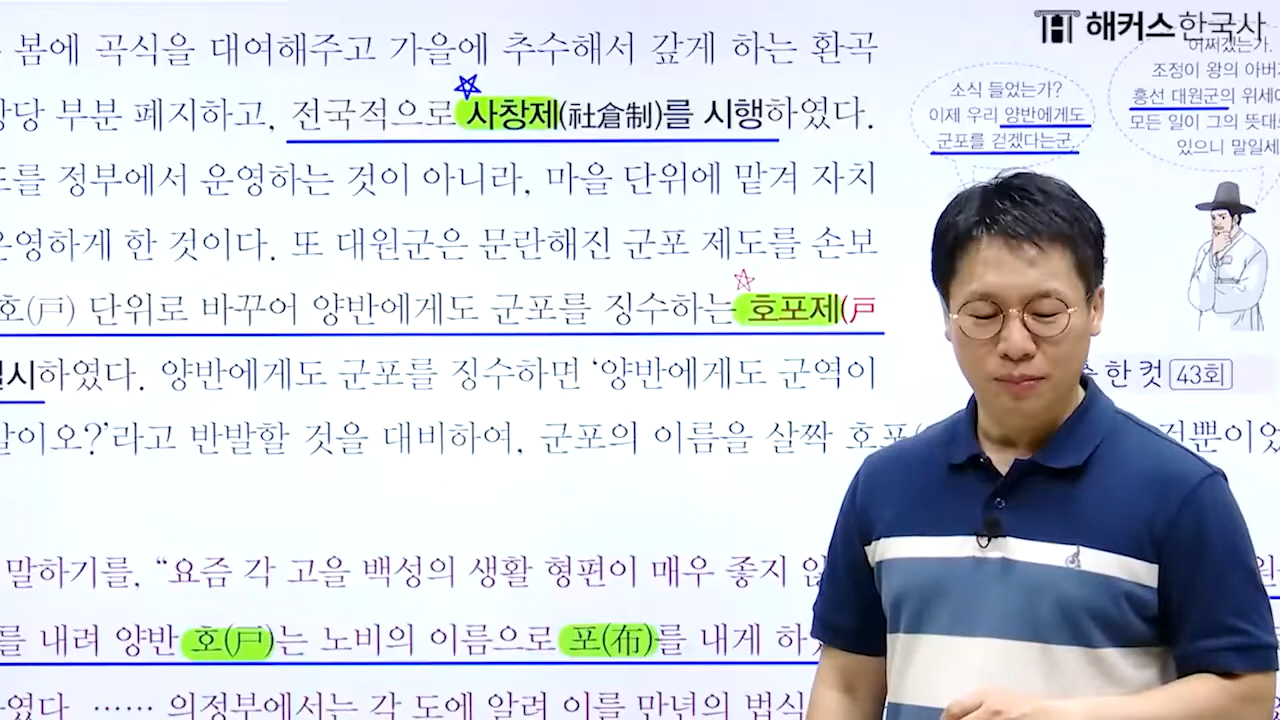 해커스한국사
봄에 곡식을 대여해주고 가을에 추수해서 갚게 하는 환곡
부분 폐지하고, 전국적으로 사창제(社倉制)를 시행하였다.
정부에서 운영하는 것이 아니라, 마을 단위에 맡겨 자치
운영하게 한 것이다. 또 대원군은 문란해진 군포 제도를 손보
호(戶) 단위로 바꾸어 양반에게도 군포를 징수하는 호포제(戶
하였다. 양반에게도 군포를 징수하면 ‘양반에게도 군역이
말이오?’라고 반발할 것을 대비하여, 군포의 이름을 살짝 호포
말하기를, “요즘 각 고을 백성의 생활 형편이 매우 좋지
를 내려 양반 호(戶)는 노비의 이름으로 포(布)를 내게
…… 의정부에서는 각 도에 알려 이를 만년의 법식
소식 들었는가?
이제 우리 양반에게도
군포를 걷겠다는군.
어쩌겠는가.
조정이 왕의
흥선 대원군의
모든 일이 그의
있으니 말일세
한 컷 43회